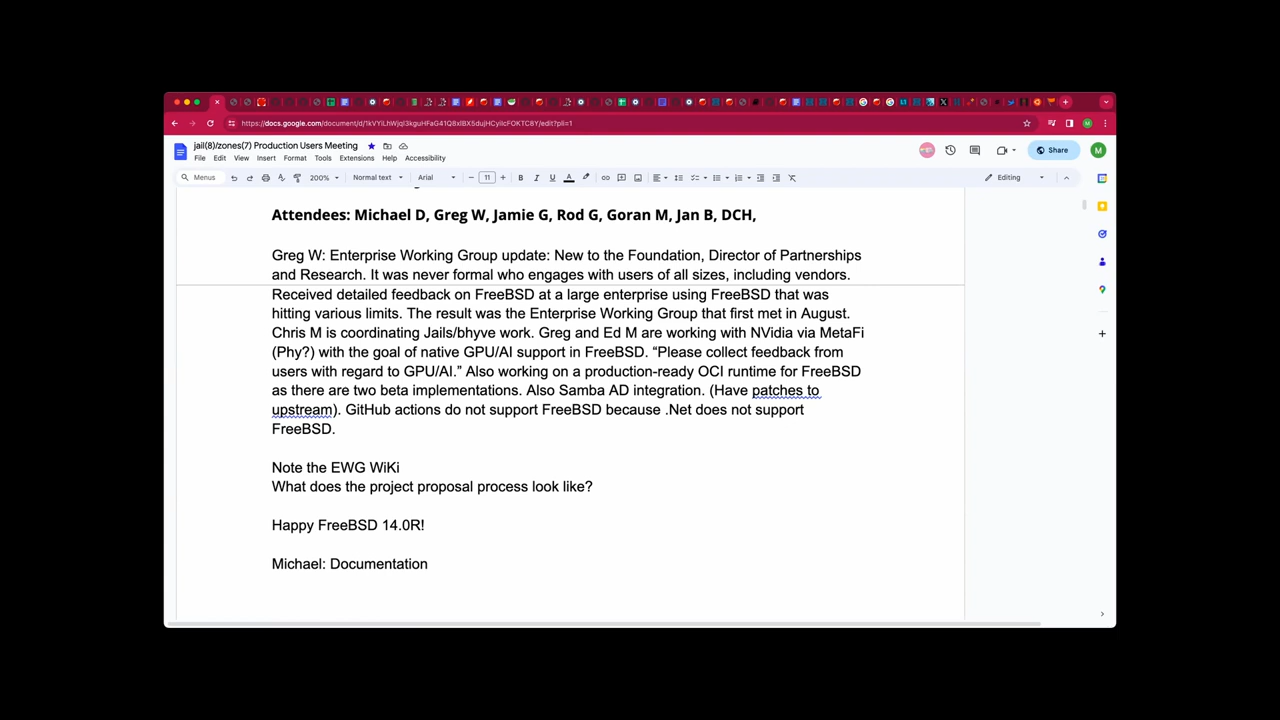 https://docs.google.com/document/d/1kVYiLhWjqI3kguHFaG41QBxlBX5dujHCyiIcFOKTC8Y/edit?pli=1
jail(8)/zones(7) Production Users Meeting
File Edit View Insert Format Tools Extensions Help Accessibility
Share
M
Menus 200% Normal text Arial 11 B I U A Editing
Attendees: Michael D, Greg W, Jamie G, Rod G, Goran M, Jan B, DCH,
Greg W: Enterprise Working Group update: New to the Foundation, Director of Partnerships
and Research. It was never formal who engages with users of all sizes, including vendors.
Received detailed feedback on FreeBSD at a large enterprise using FreeBSD that was
hitting various limits. The result was the Enterprise Working Group that first met in August.
Chris M is coordinating Jails/bhyve work. Greg and Ed M are working with NVidia via MetaFi
(Phy?) with the goal of native GPU/AI support in FreeBSD. “Please collect feedback from
users with regard to GPU/AI.” Also working on a production-ready OCI runtime for FreeBSD
as there are two beta implementations. Also Samba AD integration. (Have patches to
upstream). GitHub actions do not support FreeBSD because .Net does not support
FreeBSD.
Note the EWG WiKi
What does the project proposal process look like?
Happy FreeBSD 14.0R!
Michael: Documentation